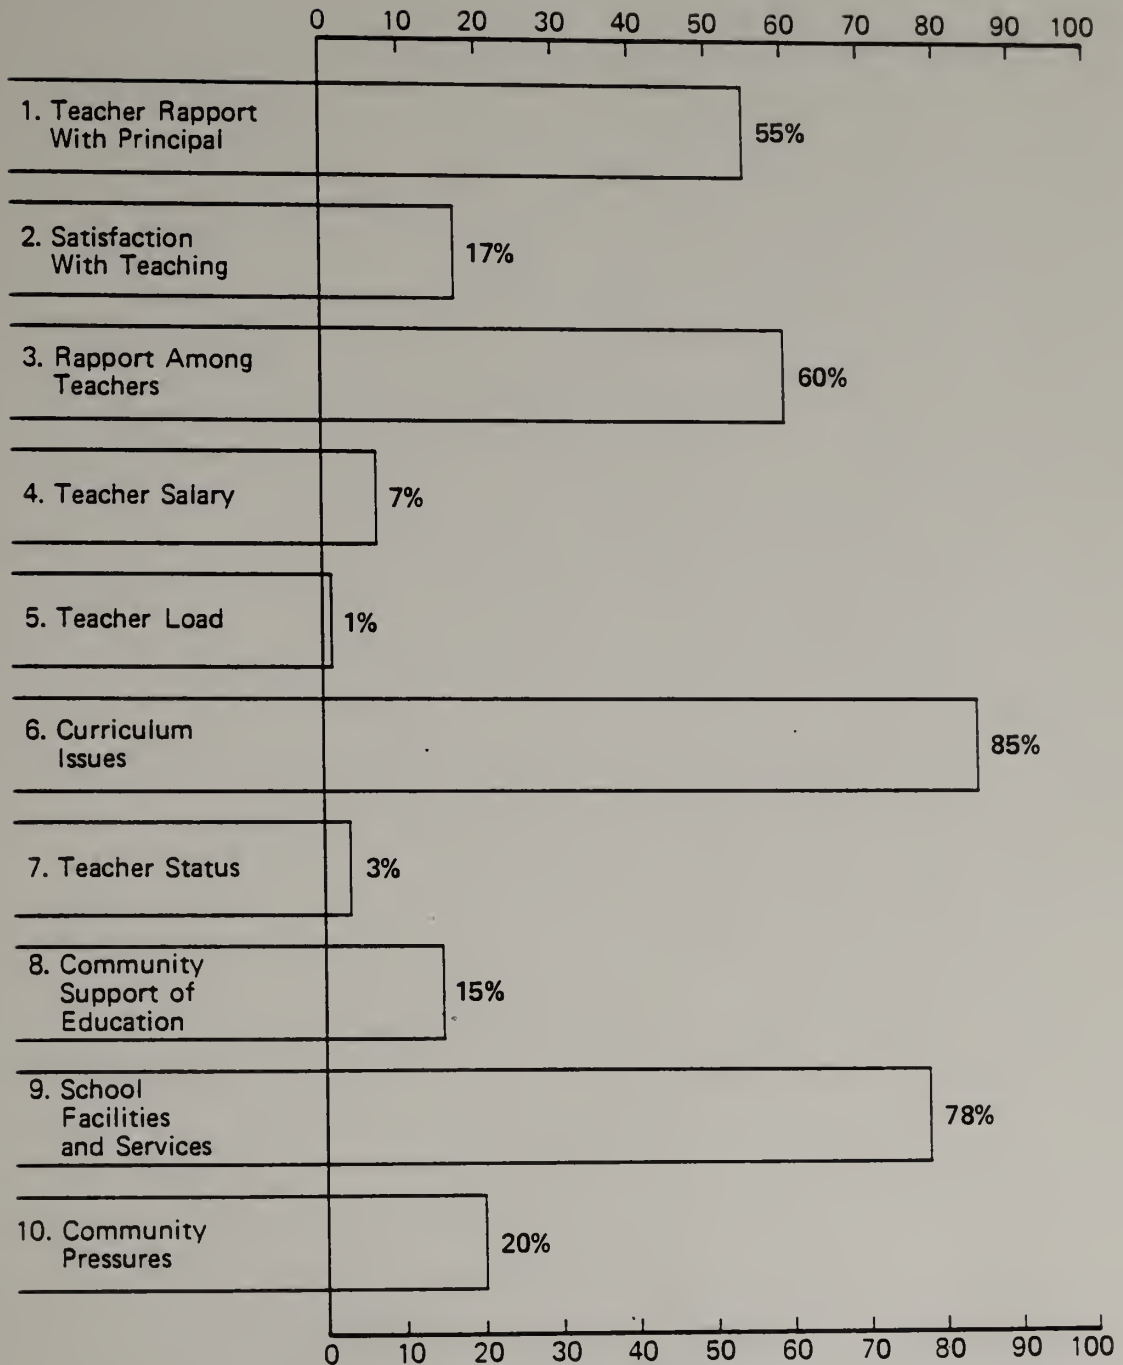 0 10 20 30 40 50 60 70 80 90 100
1. Teacher Rapport
With Principal
55%
2. Satisfaction
With Teaching
17%
3. Rapport Among
Teachers
60%
4. Teacher Salary
7%
5. Teacher Load
1%
6. Curriculum
Issues
85%
7. Teacher Status
3%
8. Community
Support of
Education
15%
9. School
Facilities
and Services
78%
10. Community
Pressures
20%
0 10 20 30 40 50 60 70 80 90 100